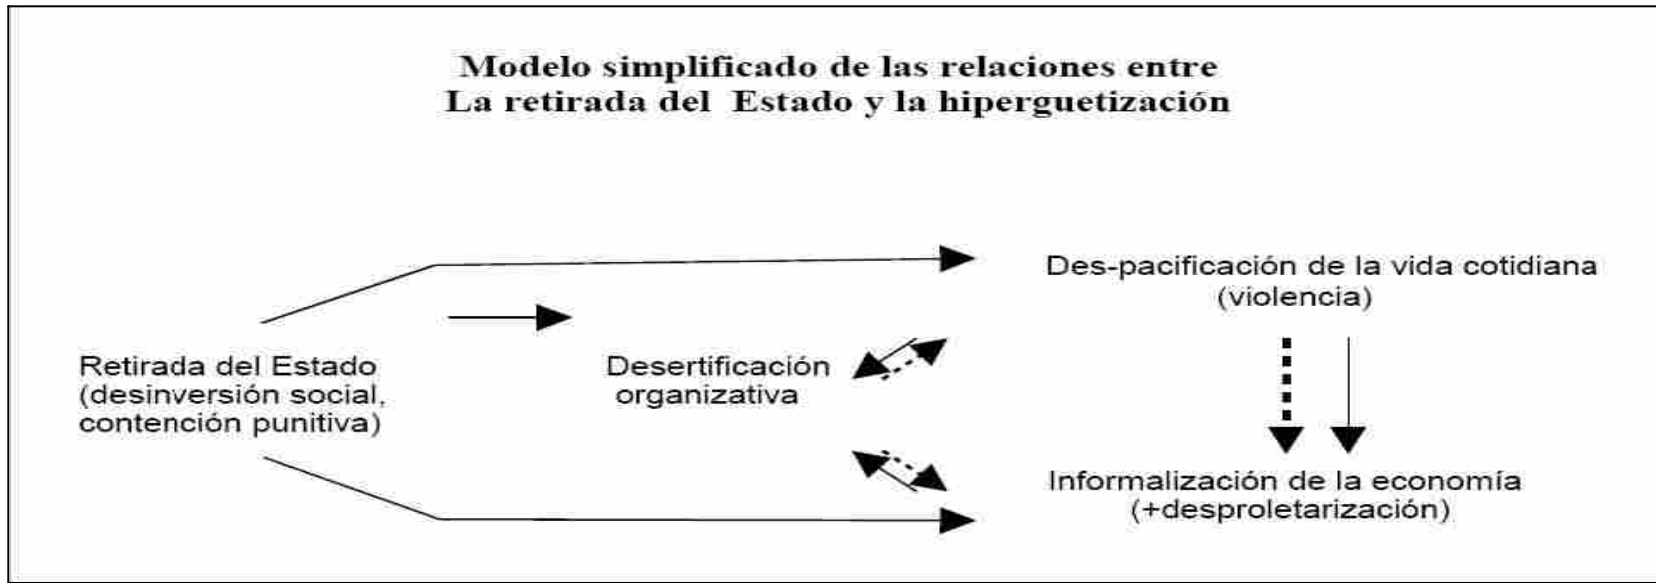 Modelo simplificado de las relaciones entre
La retirada del Estado y la hiperguetización
Des-pacificación de la vida cotidiana
(violencia)
Retirada del Estado
(desinversión social,
contención punitiva)
Desertificación
organizativa
Informalización de la economía
(+desproletarización)